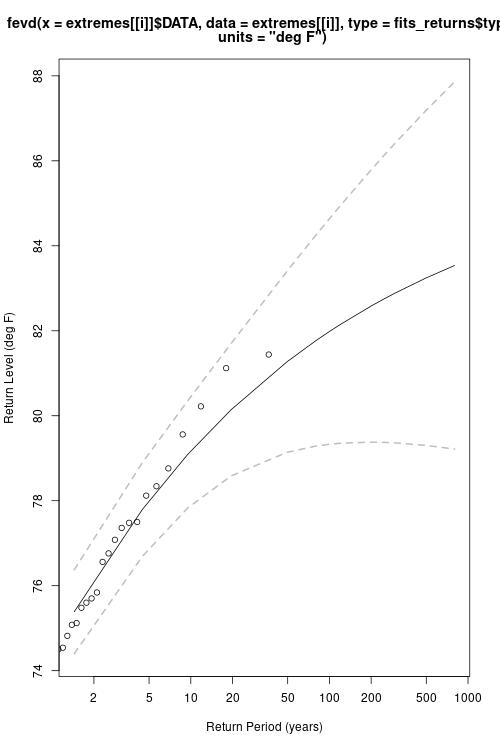 fevd(x = extremes[[i]]$DATA, data = extremes[[i]], type = fits_returns$typ
units = "deg F")
88
86
84
82
80
78
76
74
Return Level (deg F)
2 5 10 20 50 100 200 500 1000
Return Period (years)